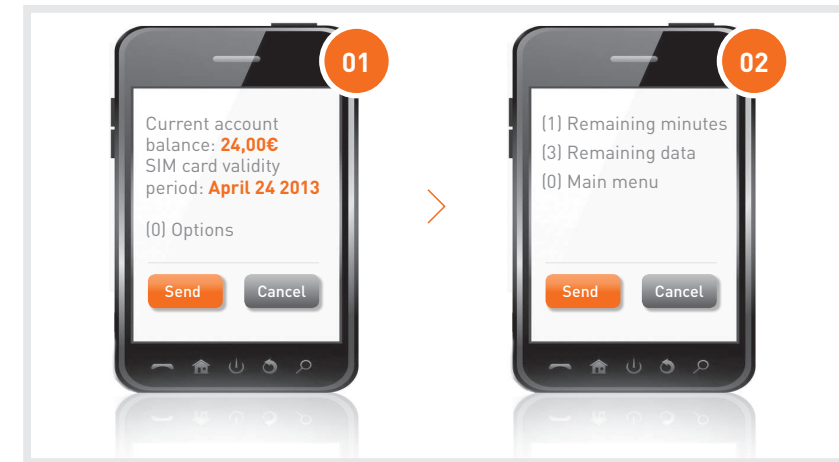 01
Current account
balance: 24,00€
SIM card validity
period: April 24 2013
(0) Options
Send
Cancel
02
(1) Remaining minutes
(3) Remaining data
(0) Main menu
Send
Cancel